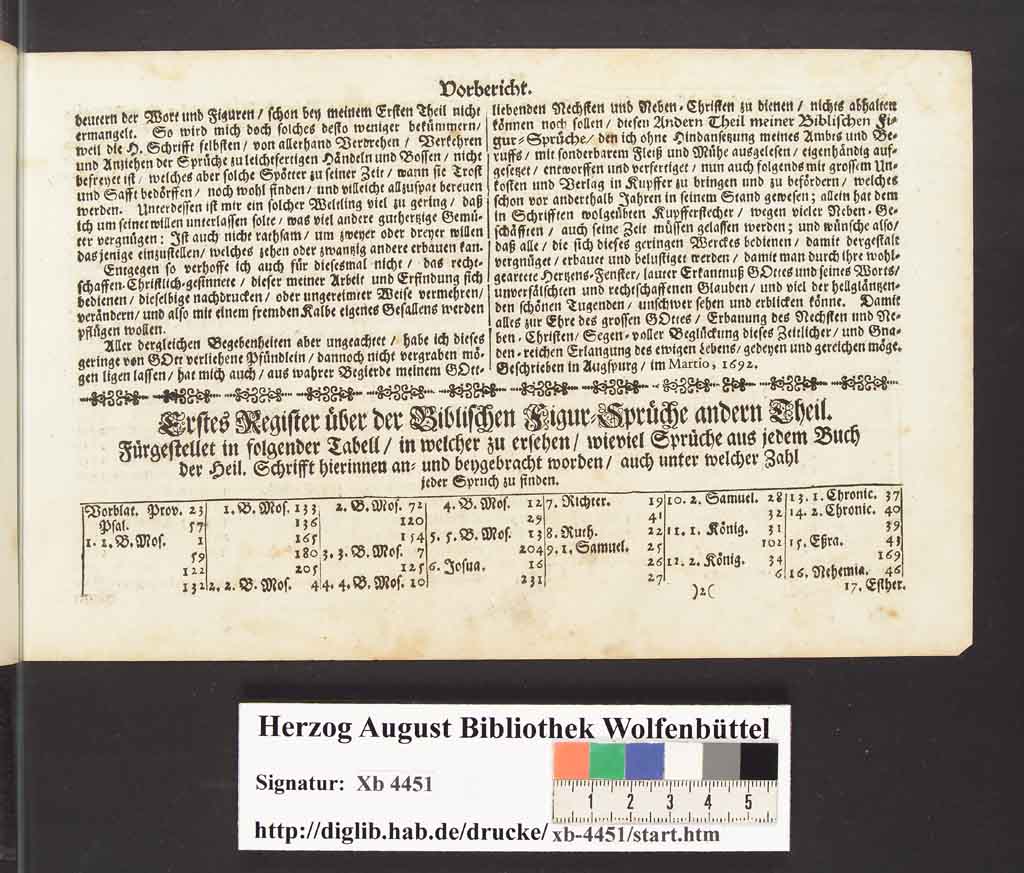 Vorbericht.
deutern der Wort und Figuren / schon bey meinem Ersten Theil nicht
ermangelt. So wird mich doch solches desto weniger bekümmern /
weil die H. Schrifft selbsten / von allerhand Verdrehen / Verkehren
und Anziehen der Sprüche zu leichtfertigen Händeln und Bossen / nicht
befreyet ist / welches aber solche Spötter zu seiner Zeit / wann sie Trost
und Safft bedörffen / noch wohl finden / und villeicht allzuspat bereuen
werden. Unterdessen ist mir ein solcher Weltling viel zu gering / daß
ich um seinet willen unterlassen solte / was viel andere guthertzige Gemü-
ter vergnügen: Ist auch nicht rathsam / um zweyer oder dreyer willen
das jenige einzustellen / welches zehen oder zwantzig andere erbauen kan.
Entgegen so verhoffe ich auch für diesesmal nicht / das recht-
schaffen-Christlich-gesinnete / dieser meiner Arbeit und Erfindung sich
bedienen / dieselbige nachdrucken / oder ungereimter Weise vermehren /
verändern / und also mit einem fremden Kalbe eigenes Gefallens werden
pflügen wollen.
Aller dergleichen Begebenheiten aber ungeachtet / habe ich dieses
geringe von GOtt verliehene Pfündlein / dannoch nicht vergraben mö-
gen ligen lassen / hat mich auch / aus wahrer Begierde meinem GOtt-
liebenden Nechsten und Neben-Christen zu dienen / nichts abhalten
können noch sollen / diesen Andern Theil meiner Biblischen Fi-
gur-Sprüche / den ich ohne Hindansetzung meines Ambts und Be-
ruffs / mit sonderbarem Fleiß und Mühe ausgelesen / eigenhändig auf-
gesetzet / entworffen und verfertiget / nun auch folgends mit grossem Un-
kosten und Verlag in Kupffer zu bringen und zu befördern / welches
schon vor anderthalb Jahren in seinem Stand gewesen; allein hat dem
in Schrifften wolgeübten Kupfferstecher / wegen vieler Neben-Ge-
schäfften / auch seine Zeit müssen gelassen werden; und wünsche also /
daß alle / die sich dieses geringen Werckes bedienen / damit dergestalt
vergnüget / erbauet und belustiget werden / damit man durch ihre wohl-
geartete Hertzens-Fenster / lauter Erkantnuß GOttes und seines Worts /
unverfälschten und rechtschaffenen Glauben / und viel der hellgläntzen-
den schönen Tugenden / unschwer sehen und erblicken könne. Damit
alles zur Ehre des grossen GOttes / Erbauung des Nechsten und Ne-
ben-Christen / Segen-voller Beglückung dieses Zeitlicher / und Gna-
den-reichen Erlangung des ewigen Lebens / gedeyen und gereichen möge.
Geschrieben in Augspurg / im Martio, 1692.
Erstes Register über der Biblischen Figur-Sprüche andern Theil.
Fürgestellet in folgender Tabell / in welcher zu ersehen / wieviel Sprüche aus jedem Buch
der Heil. Schrifft hierinnen an- und beygebracht worden / auch unter welcher Zahl
jeder Spruch zu finden.
Vorblat. Prov. 23
Psal. 57
1. 1. B. Mos. 1
59
122
132
1. B. Mos. 133
136
165
180
205
2. 2. B. Mos. 4
2. B. Mos. 72
120
154
3. 3. B. Mos. 7
125
4. 4. B. Mos. 10
4. B. Mos. 12
29
5. 5. B. Mos. 13
204
6. Josua. 16
231
7. Richter. 19
41
8. Ruth. 22
9. 1. Samuel. 25
26
27
10. 2. Samuel. 28
32
11. 1. König. 31
102
12. 2. König. 34
6
13. 1. Chronic. 37
14. 2. Chronic. 40
39
15. Eßra. 43
169
16. Nehemia. 46
)2(
17. Esther.
Herzog August Bibliothek Wolfenbüttel
Signatur: Xb 4451
1 2 3 4 5
http://diglib.hab.de/drucke/xb-4451/start.htm